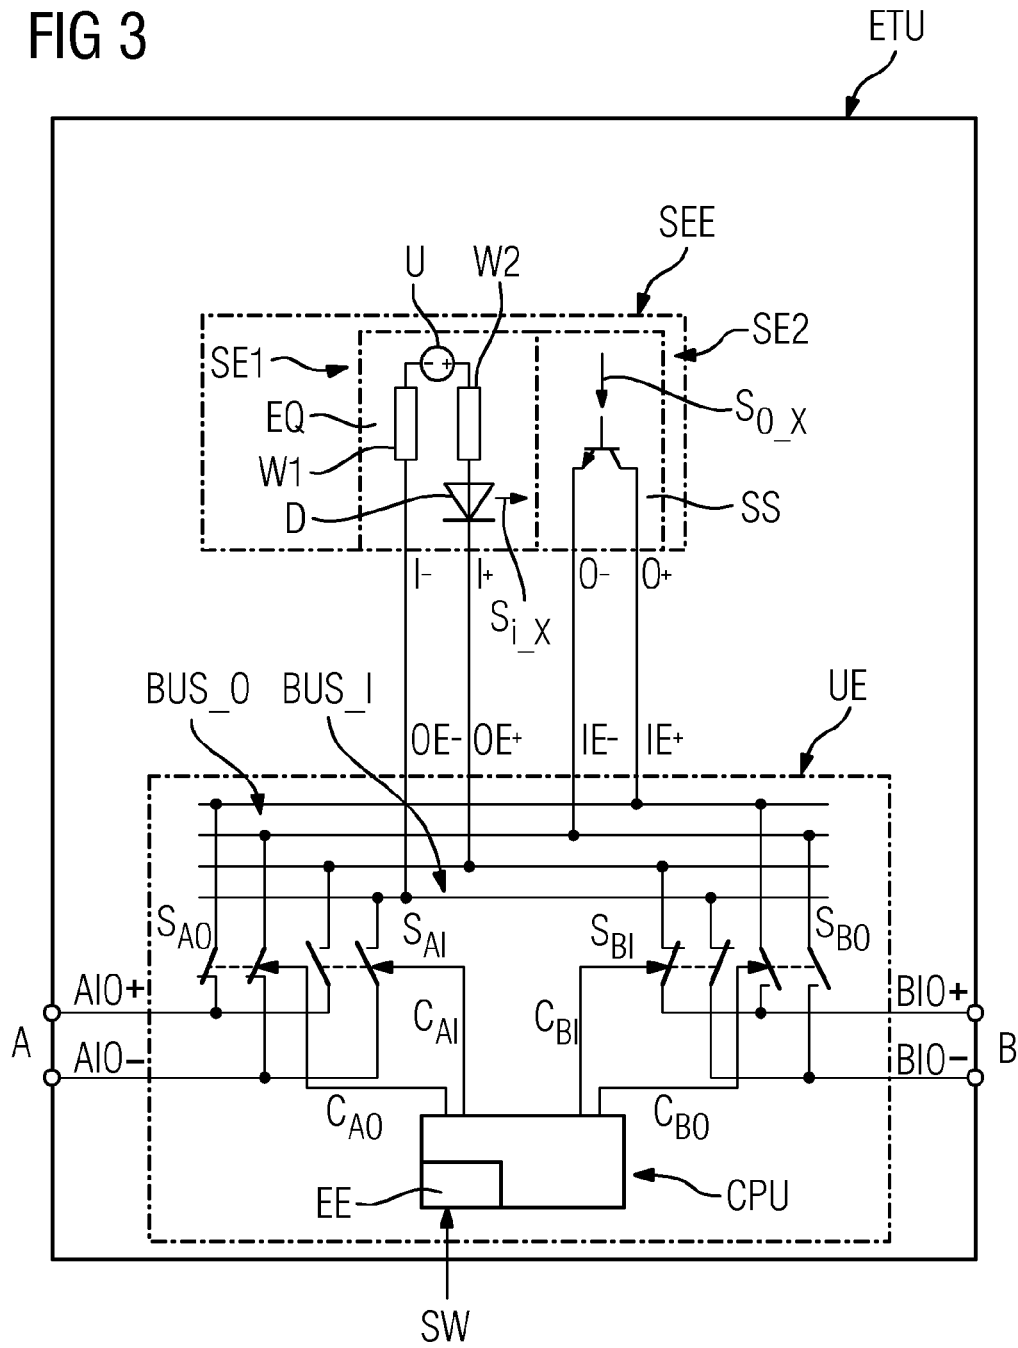 FIG 3
ETU
SEE
U W2
SE2
SE1
S0_X
EQ
W1
D
SS
I- I+ O- O+
Si_X
BUS_O BUS_I
UE
OE- OE+ IE- IE+
SAO
SAI
SBI
SBO
AIO+
BIO+
CAI
CBI
A
AIO-
BIO-
B
CAO
CBO
EE
CPU
SW